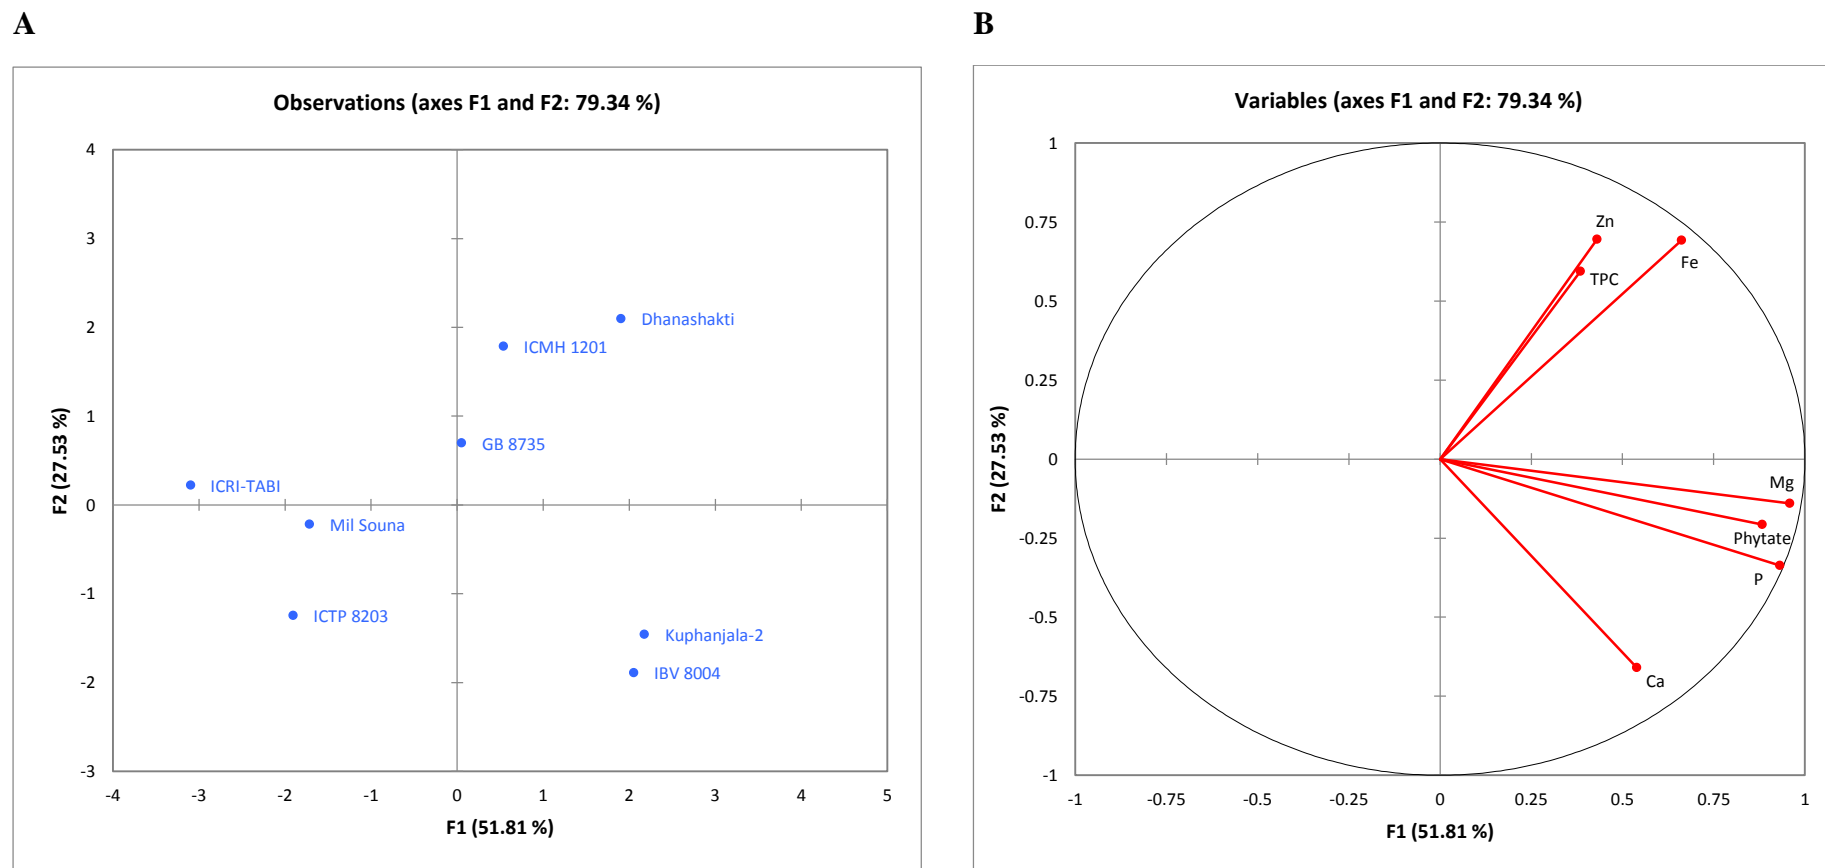 A
Observations (axes F1 and F2: 79.34 %)
4
3
2
1
0
-1
-2
-3
F2 (27.53 %)
Dhanashakti
ICMH 1201
GB 8735
ICRI-TABI
Mil Souna
ICTP 8203
Kuphanjala-2
IBV 8004
-4 -3 -2 -1 0 1 2 3 4 5
F1 (51.81 %)
B
Variables (axes F1 and F2: 79.34 %)
1
0.75
0.5
0.25
0
-0.25
-0.5
-0.75
-1
F2 (27.53 %)
Zn
Fe
TPC
Mg
Phytate
P
Ca
-1 -0.75 -0.5 -0.25 0 0.25 0.5 0.75 1
F1 (51.81 %)